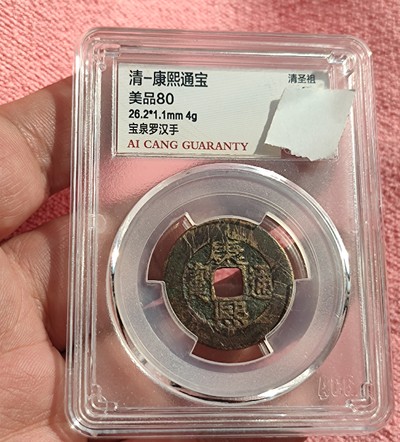 清-康熙通宝
清圣祖
美品80
26.2*1.1mm 4g
宝泉罗汉手
AI CANG GUARANTY
康
寶 通
熙